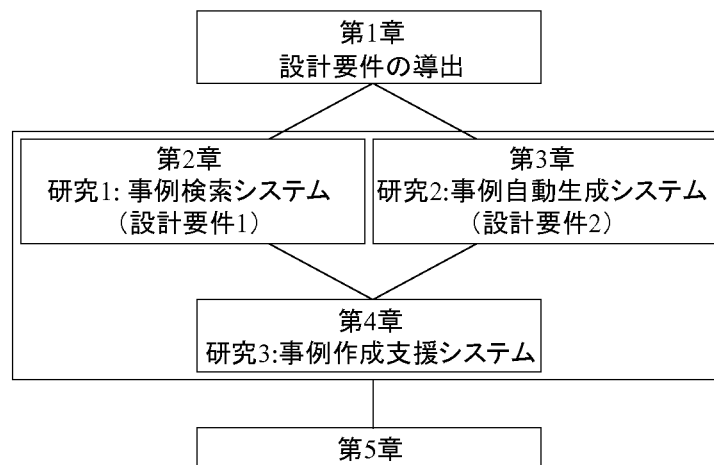 第1章
設計要件の導出
第2章
研究1: 事例検索システム
（設計要件1）
第3章
研究2:事例自動生成システム
（設計要件2）
第4章
研究3:事例作成支援システム
第5章